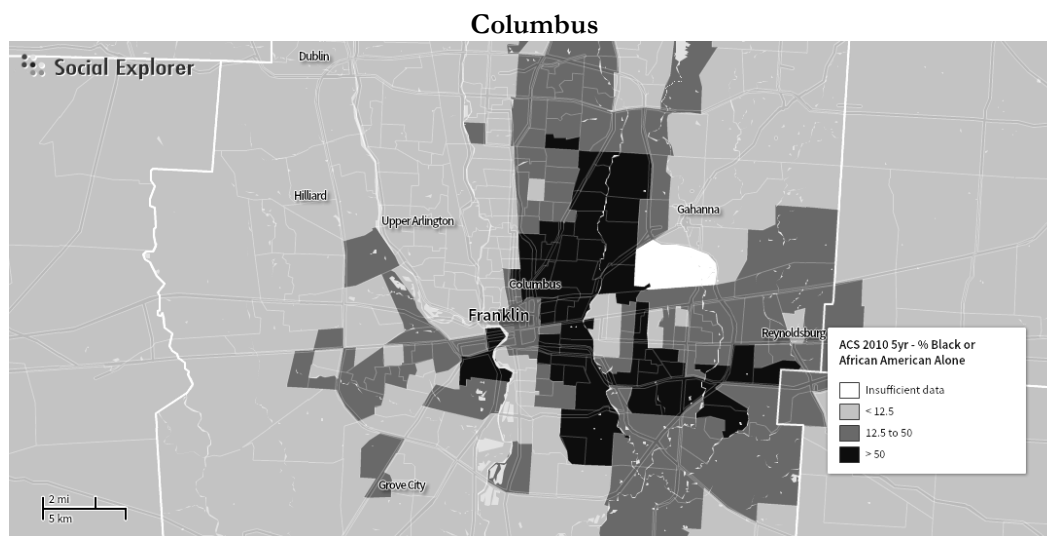 Columbus
Social Explorer
Dublin
Hilliard
Upper Arlington
Gahanna
Columbus
Franklin
Reynoldsburg
ACS 2010 5yr - % Black or
African American Alone
Insufficient data
< 12.5
12.5 to 50
> 50
Grove City
2 mi
5 km